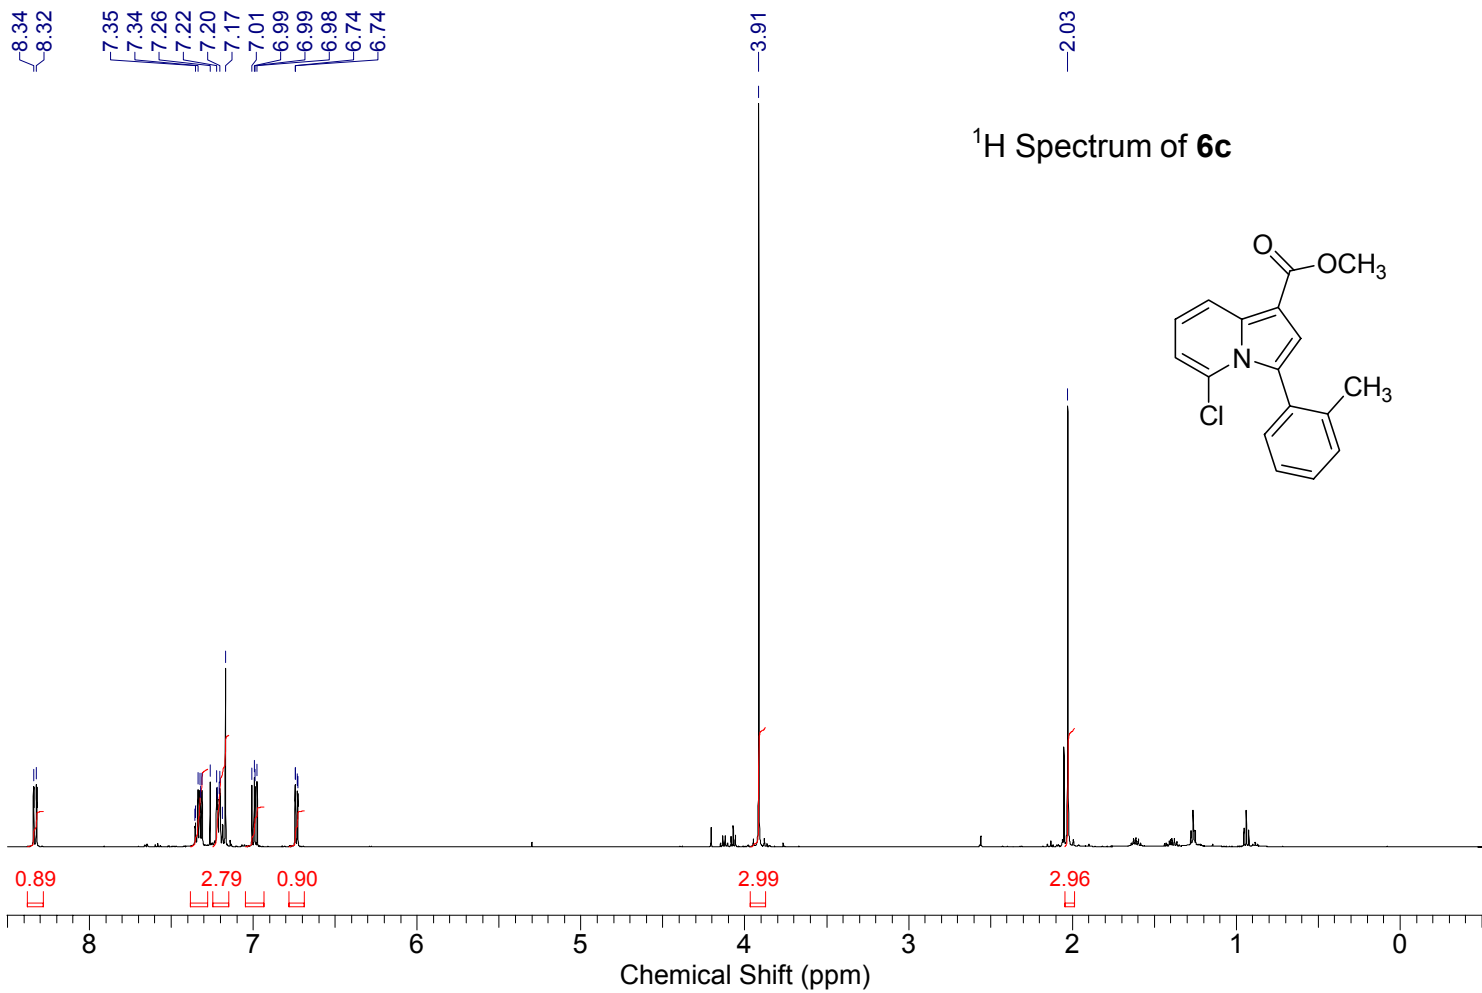 8.34
8.32
7.35
7.34
7.26
7.22
7.20
7.17
7.01
6.99
6.99
6.98
6.74
6.74
3.91
2.03
¹H Spectrum of 6c
O
OCH₃
N
Cl
CH₃
0.89 2.79 0.90 2.99 2.96
8 7 6 5 4 3 2 1 0
Chemical Shift (ppm)